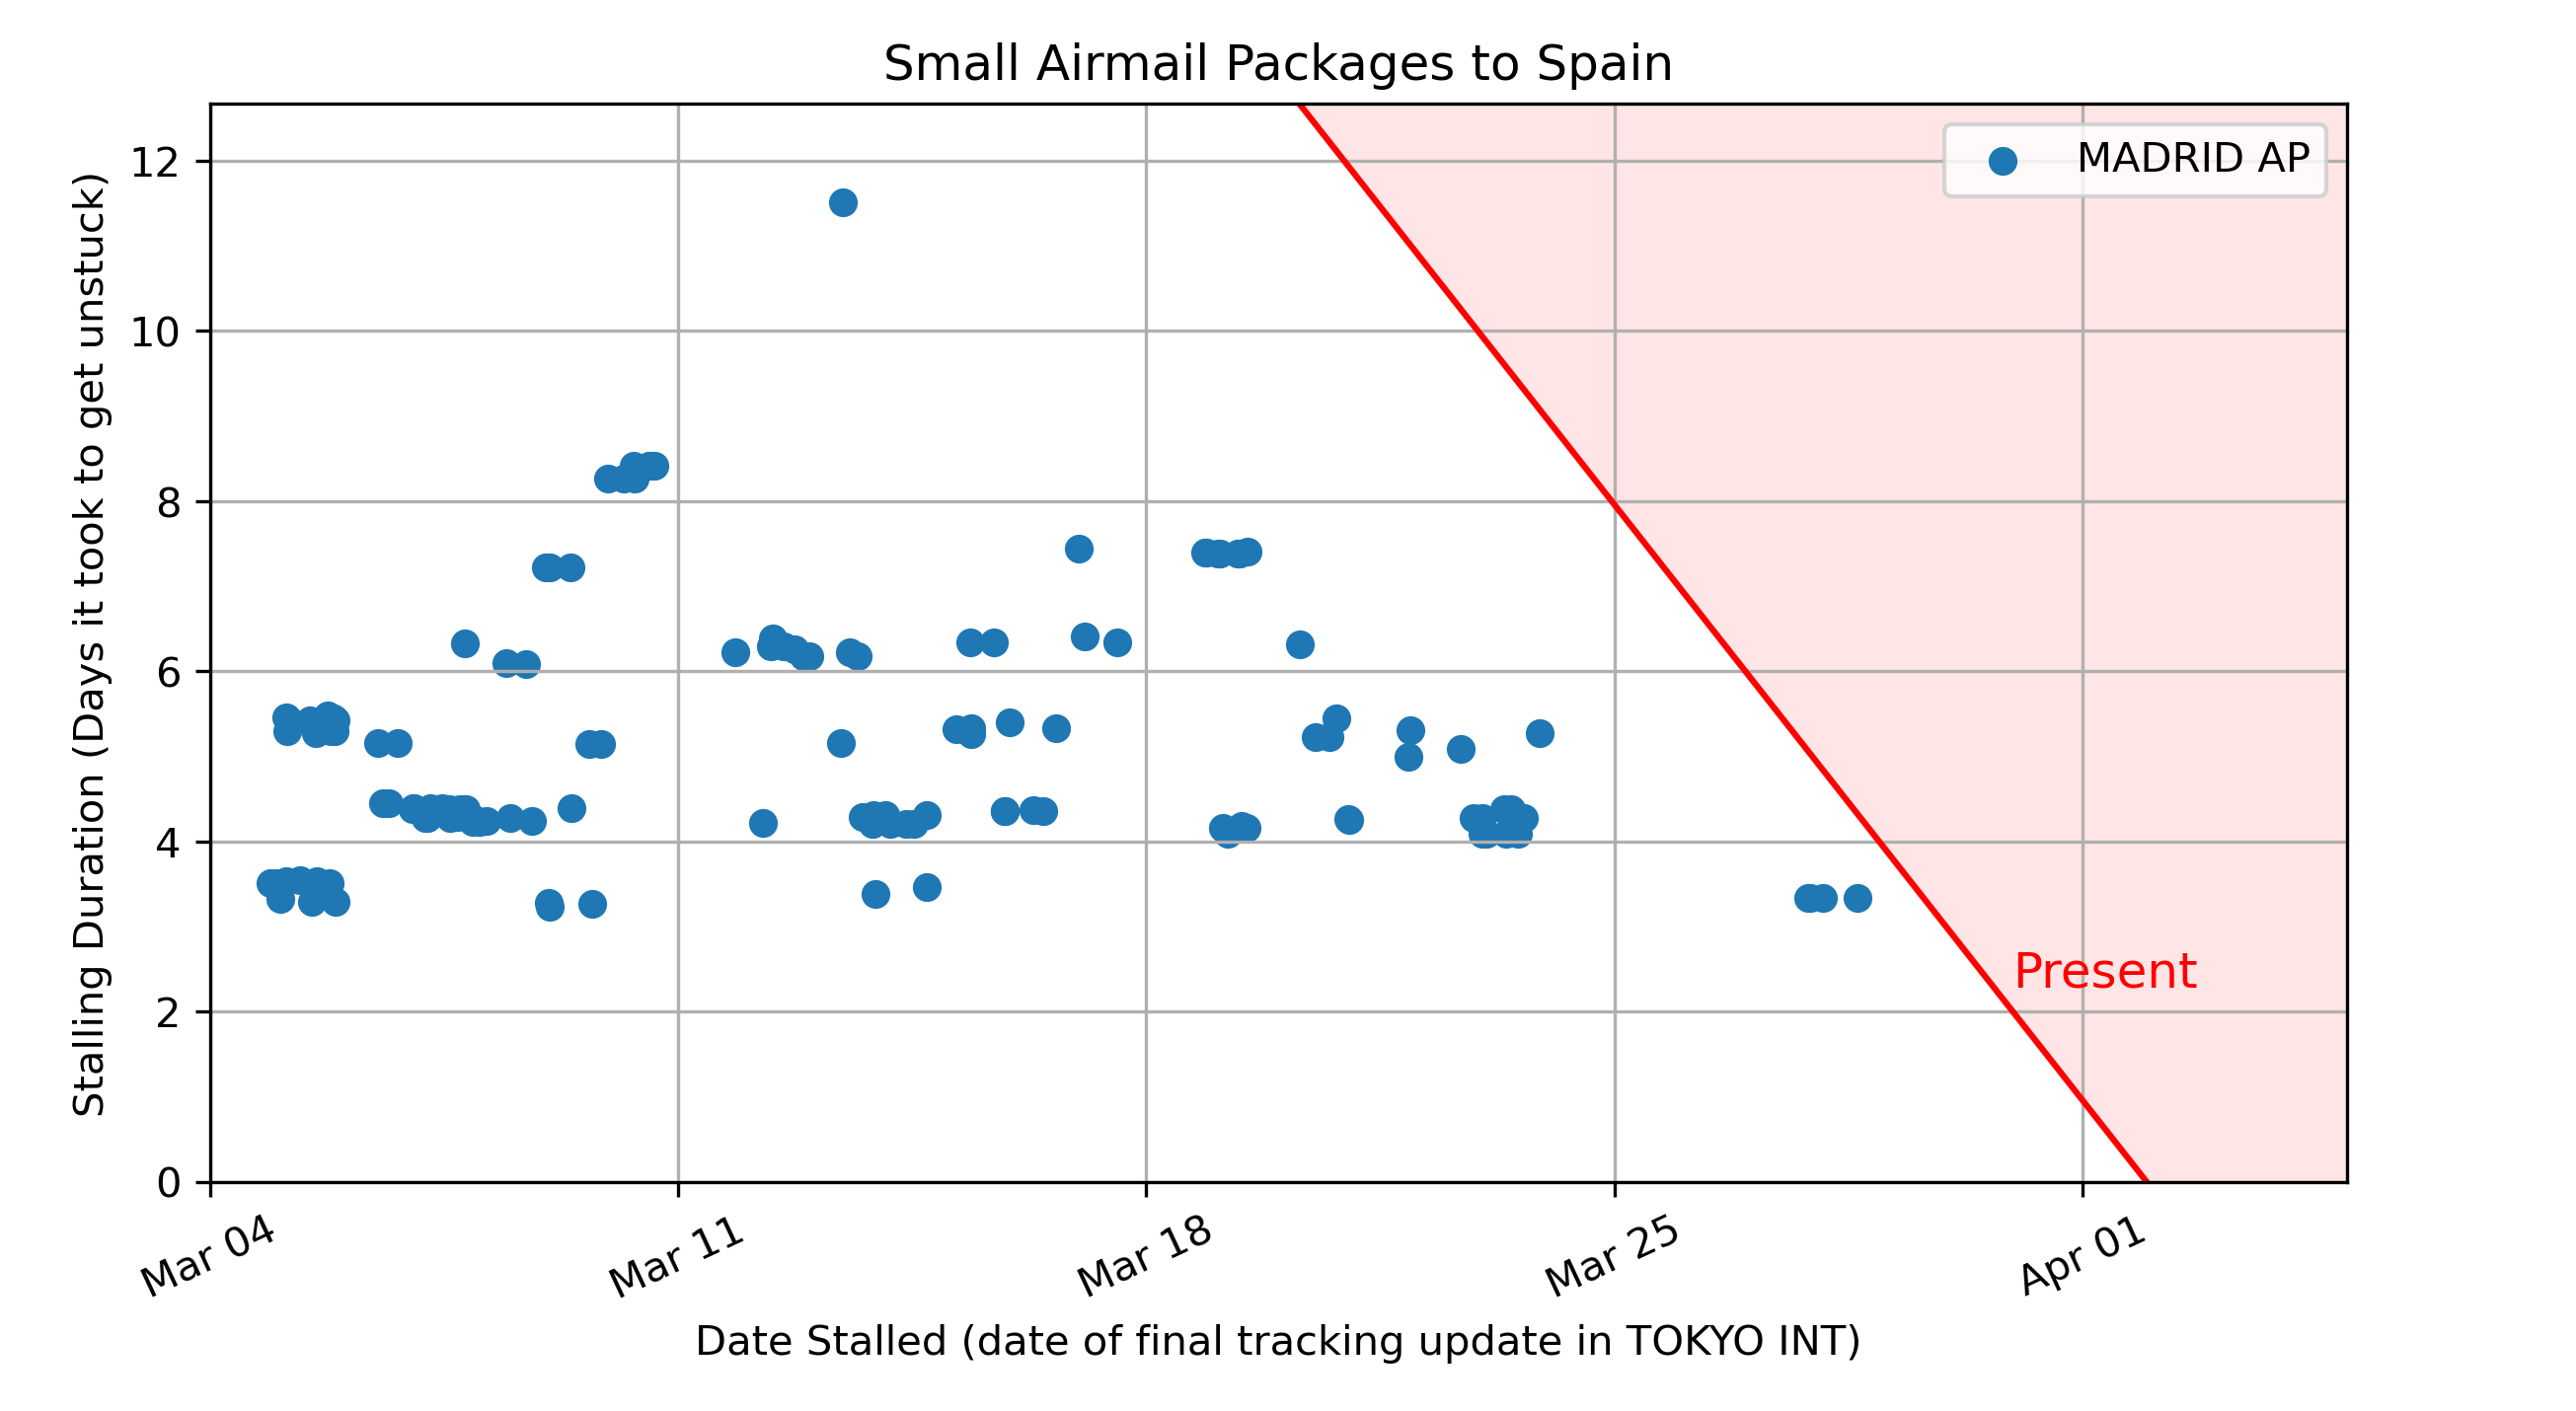 Small Airmail Packages to Spain
MADRID AP
Stalling Duration (Days it took to get unstuck)
12
10
8
6
4
2
0
Present
Mar 04
Mar 11
Mar 18
Mar 25
Apr 01
Date Stalled (date of final tracking update in TOKYO INT)